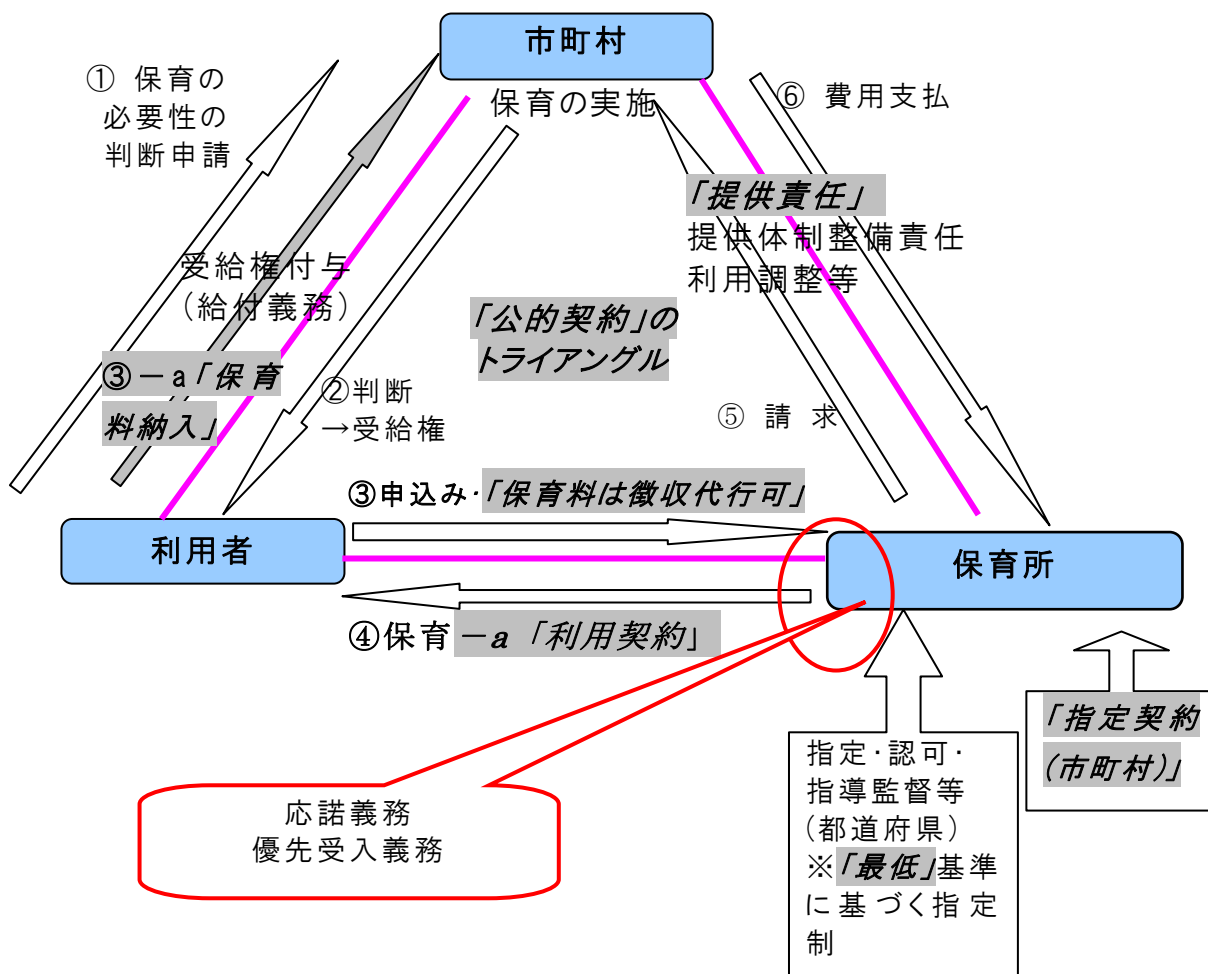 市町村
① 保育の
必要性の
判断申請
保育の実施
⑥ 費用支払
「提供責任」
提供体制整備責任
利用調整等
受給権付与
(給付義務)
「公的契約」の
トライアングル
③－a「保育
料納入」
②判断
→受給権
⑤ 請求
③申込み・「保育料は徴収代行可」
利用者
保育所
④保育－a「利用契約」
「指定契約
(市町村)」
指定・認可・
指導監督等
(都道府県)
※「最低」基準
に基づく指定
制
応諾義務
優先受入義務